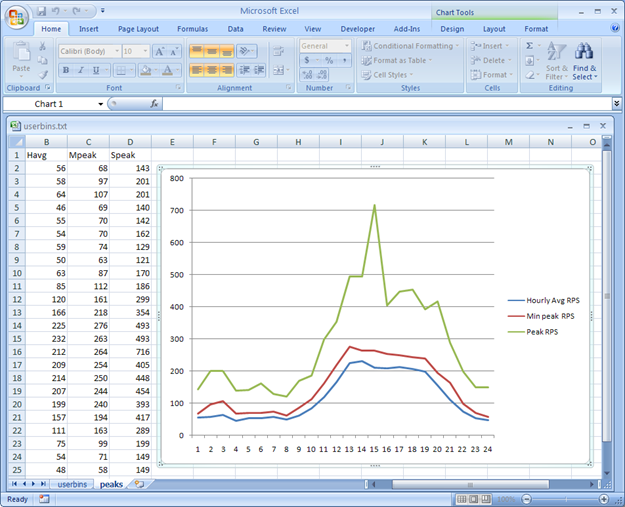 Microsoft Excel
Chart Tools
Home Insert Page Layout Formulas Data Review View Developer Add-Ins Design Layout Format
Paste
Calibri (Body) 10
A A
B I U
A
General
$ % ,
.0 .00 .00 .0
Conditional Formatting
Format as Table
Cell Styles
Insert
Delete
Format
Σ
Sort & Filter
Find & Select
Clipboard Font Alignment Number Styles Cells Editing
Chart 1 fx
userbins.txt
B C D E F G H I J K L M N O
1 Havg Mpeak Speak
2 56 68 143
3 58 97 201
4 64 107 201
5 46 69 140
6 55 70 142
7 54 70 162
8 59 74 129
9 50 63 121
10 63 87 170
11 85 112 186
12 120 161 299
13 166 218 354
14 225 276 493
15 232 263 493
16 212 264 716
17 209 254 405
18 214 250 448
19 207 244 454
20 199 240 393
21 157 194 417
22 111 163 289
23 75 99 199
24 54 71 149
25 48 58 149
800
700
600
500
400
300
200
100
0
1 2 3 4 5 6 7 8 9 10 11 12 13 14 15 16 17 18 19 20 21 22 23 24
Hourly Avg RPS
Min peak RPS
Peak RPS
userbins peaks
Ready
100%